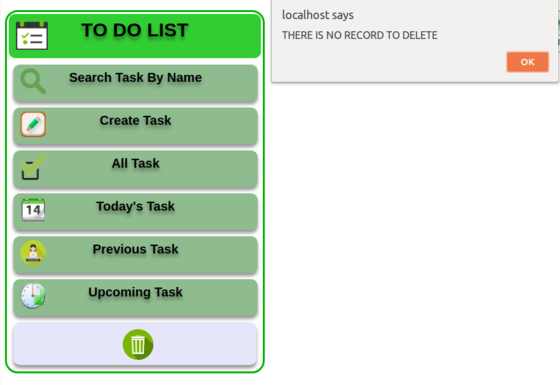 TO DO LIST
Search Task By Name
Create Task
All Task
14
Today's Task
Previous Task
Upcoming Task
localhost says
THERE IS NO RECORD TO DELETE
OK